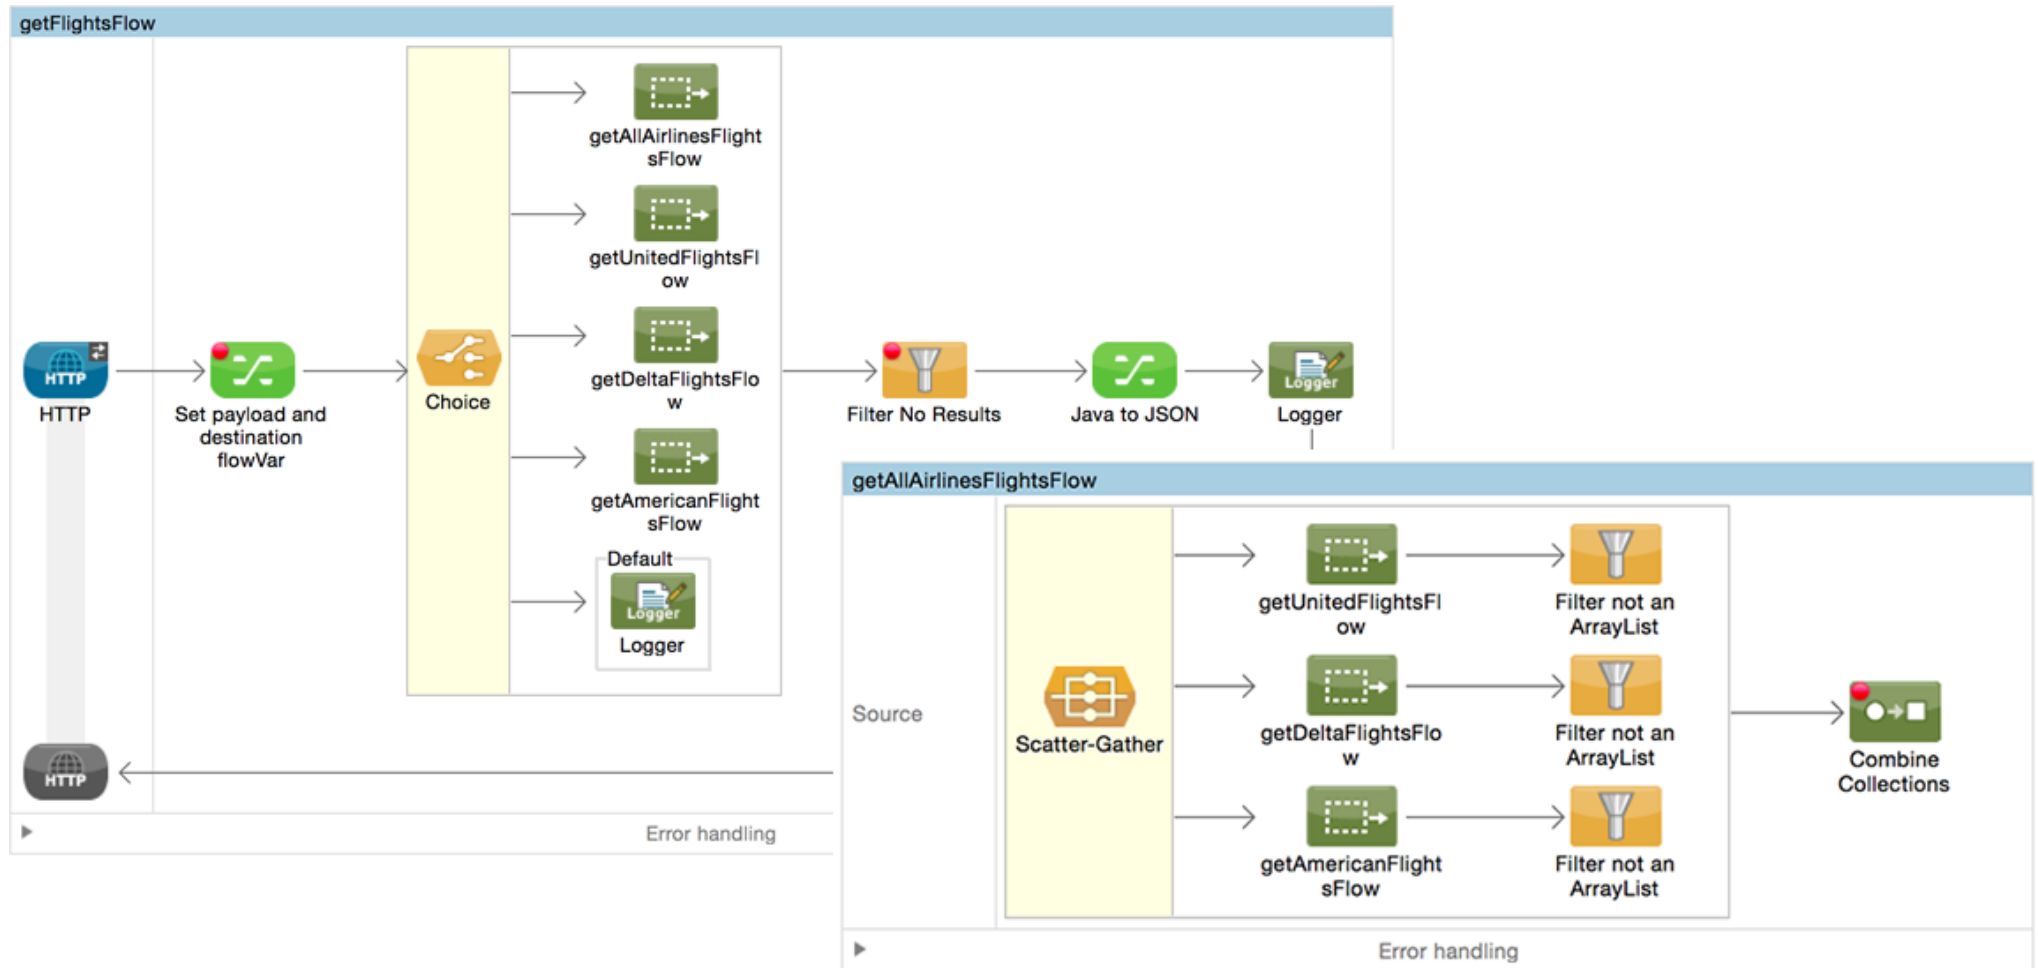 getFlightsFlow
getAllAirlinesFlight
sFlow
getUnitedFlightsFl
ow
getDeltaFlightsFlo
w
getAmericanFlight
sFlow
Default
Logger
Logger
Choice
HTTP
HTTP
Set payload and
destination
flowVar
Filter No Results
Java to JSON
Logger
Logger
HTTP
Error handling
getAllAirlinesFlightsFlow
Source
Scatter-Gather
getUnitedFlightsFl
ow
Filter not an
ArrayList
getDeltaFlightsFlo
w
Filter not an
ArrayList
getAmericanFlight
sFlow
Filter not an
ArrayList
Combine
Collections
Error handling